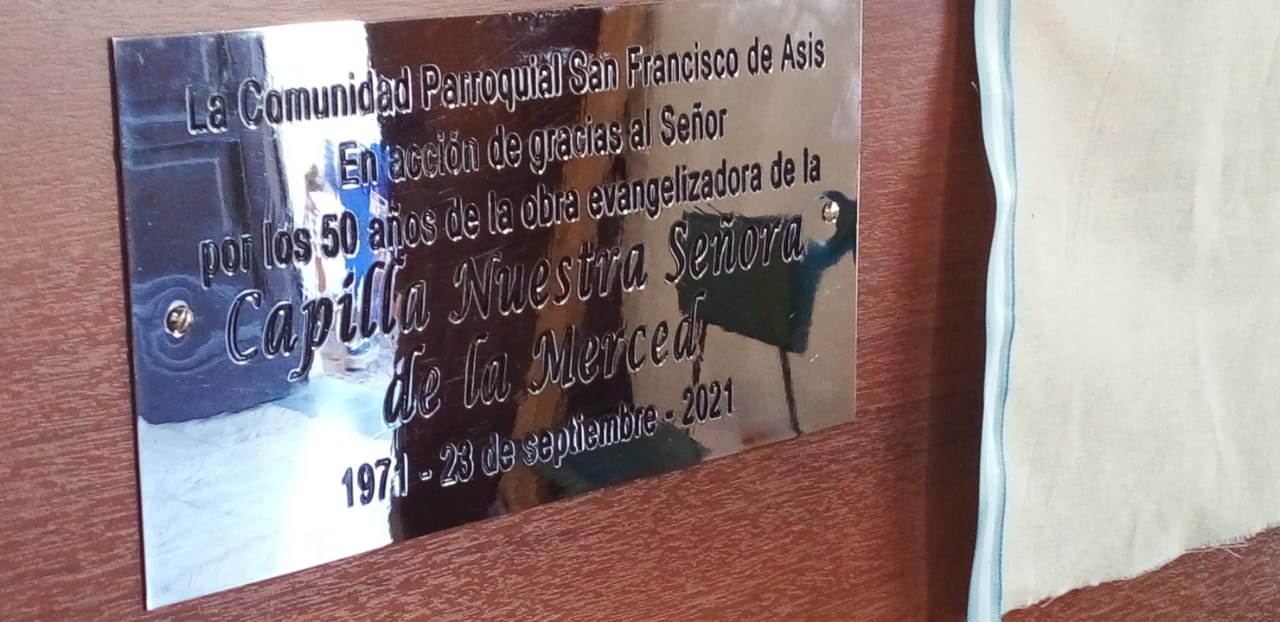 La Comunidad Parroquial San Francisco de Asis
En acción de gracias al Señor
por los 50 años de la obra evangelizadora de la
Capilla Nuestra Señora
de la Merced
1971 - 23 de septiembre - 2021